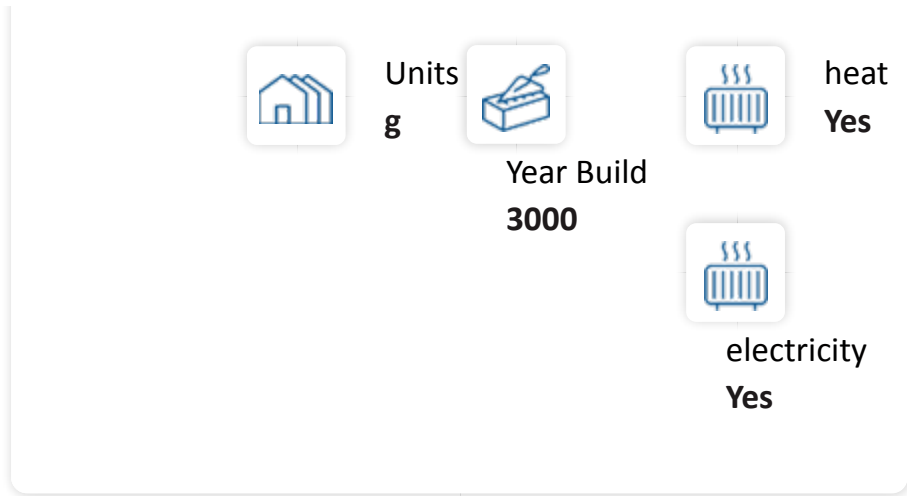 Units
g
Year Build
3000
heat
Yes
electricity
Yes